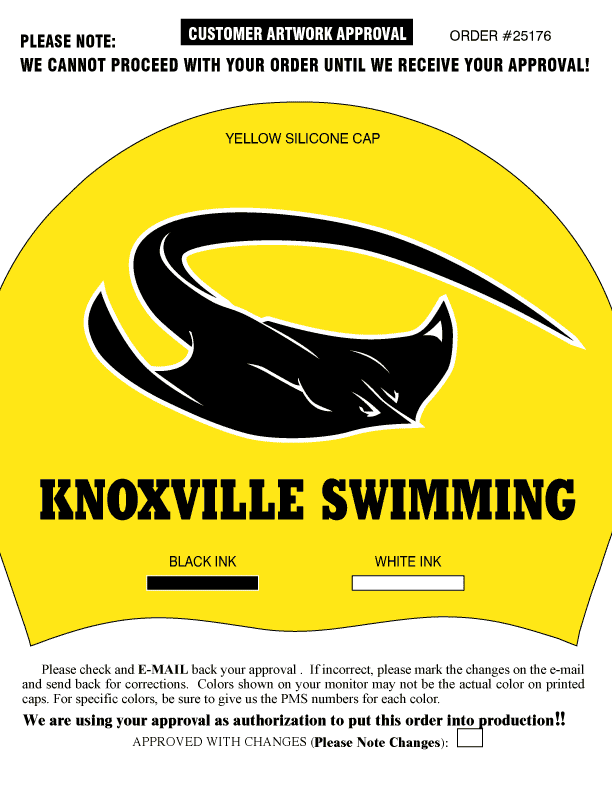 CUSTOMER ARTWORK APPROVAL
ORDER #25176
PLEASE NOTE:
WE CANNOT PROCEED WITH YOUR ORDER UNTIL WE RECEIVE YOUR APPROVAL!
YELLOW SILICONE CAP
KNOXVILLE SWIMMING
BLACK INK
WHITE INK
Please check and E-MAIL back your approval . If incorrect, please mark the changes on the e-mail
and send back for corrections. Colors shown on your monitor may not be the actual color on printed
caps. For specific colors, be sure to give us the PMS numbers for each color.
We are using your approval as authorization to put this order into production!!
APPROVED WITH CHANGES (Please Note Changes):